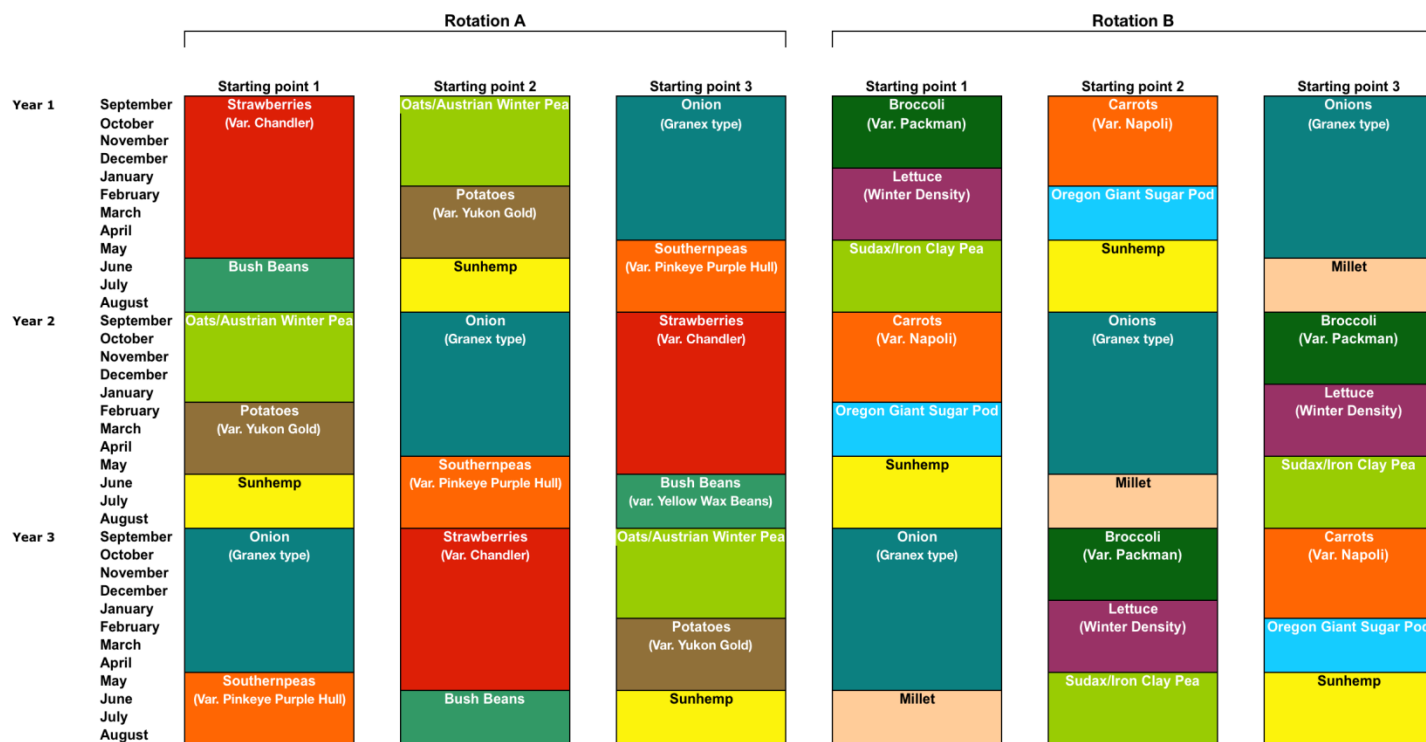 Rotation A
Rotation B
Starting point 1
Starting point 2
Starting point 3
Starting point 1
Starting point 2
Starting point 3
Year 1
September
October
November
December
January
February
March
April
May
June
July
August
Year 2
September
October
November
December
January
February
March
April
May
June
July
August
Year 3
September
October
November
December
January
February
March
April
May
June
July
August
Strawberries
(Var. Chandler)
Bush Beans
Oats/Austrian Winter Pea
Potatoes
(Var. Yukon Gold)
Sunhemp
Onion
(Granex type)
Southernpeas
(Var. Pinkeye Purple Hull)
Oats/Austrian Winter Pea
Potatoes
(Var. Yukon Gold)
Sunhemp
Onion
(Granex type)
Southernpeas
(Var. Pinkeye Purple Hull)
Strawberries
(Var. Chandler)
Bush Beans
Onion
(Granex type)
Southernpeas
(Var. Pinkeye Purple Hull)
Strawberries
(Var. Chandler)
Bush Beans
(var. Yellow Wax Beans)
Oats/Austrian Winter Pea
Potatoes
(Var. Yukon Gold)
Sunhemp
Broccoli
(Var. Packman)
Lettuce
(Winter Density)
Sudax/Iron Clay Pea
Carrots
(Var. Napoli)
Oregon Giant Sugar Pod
Sunhemp
Onion
(Granex type)
Millet
Carrots
(Var. Napoli)
Oregon Giant Sugar Pod
Sunhemp
Onions
(Granex type)
Millet
Broccoli
(Var. Packman)
Lettuce
(Winter Density)
Sudax/Iron Clay Pea
Onions
(Granex type)
Millet
Broccoli
(Var. Packman)
Lettuce
(Winter Density)
Sudax/Iron Clay Pea
Carrots
(Var. Napoli)
Oregon Giant Sugar Pod
Sunhemp